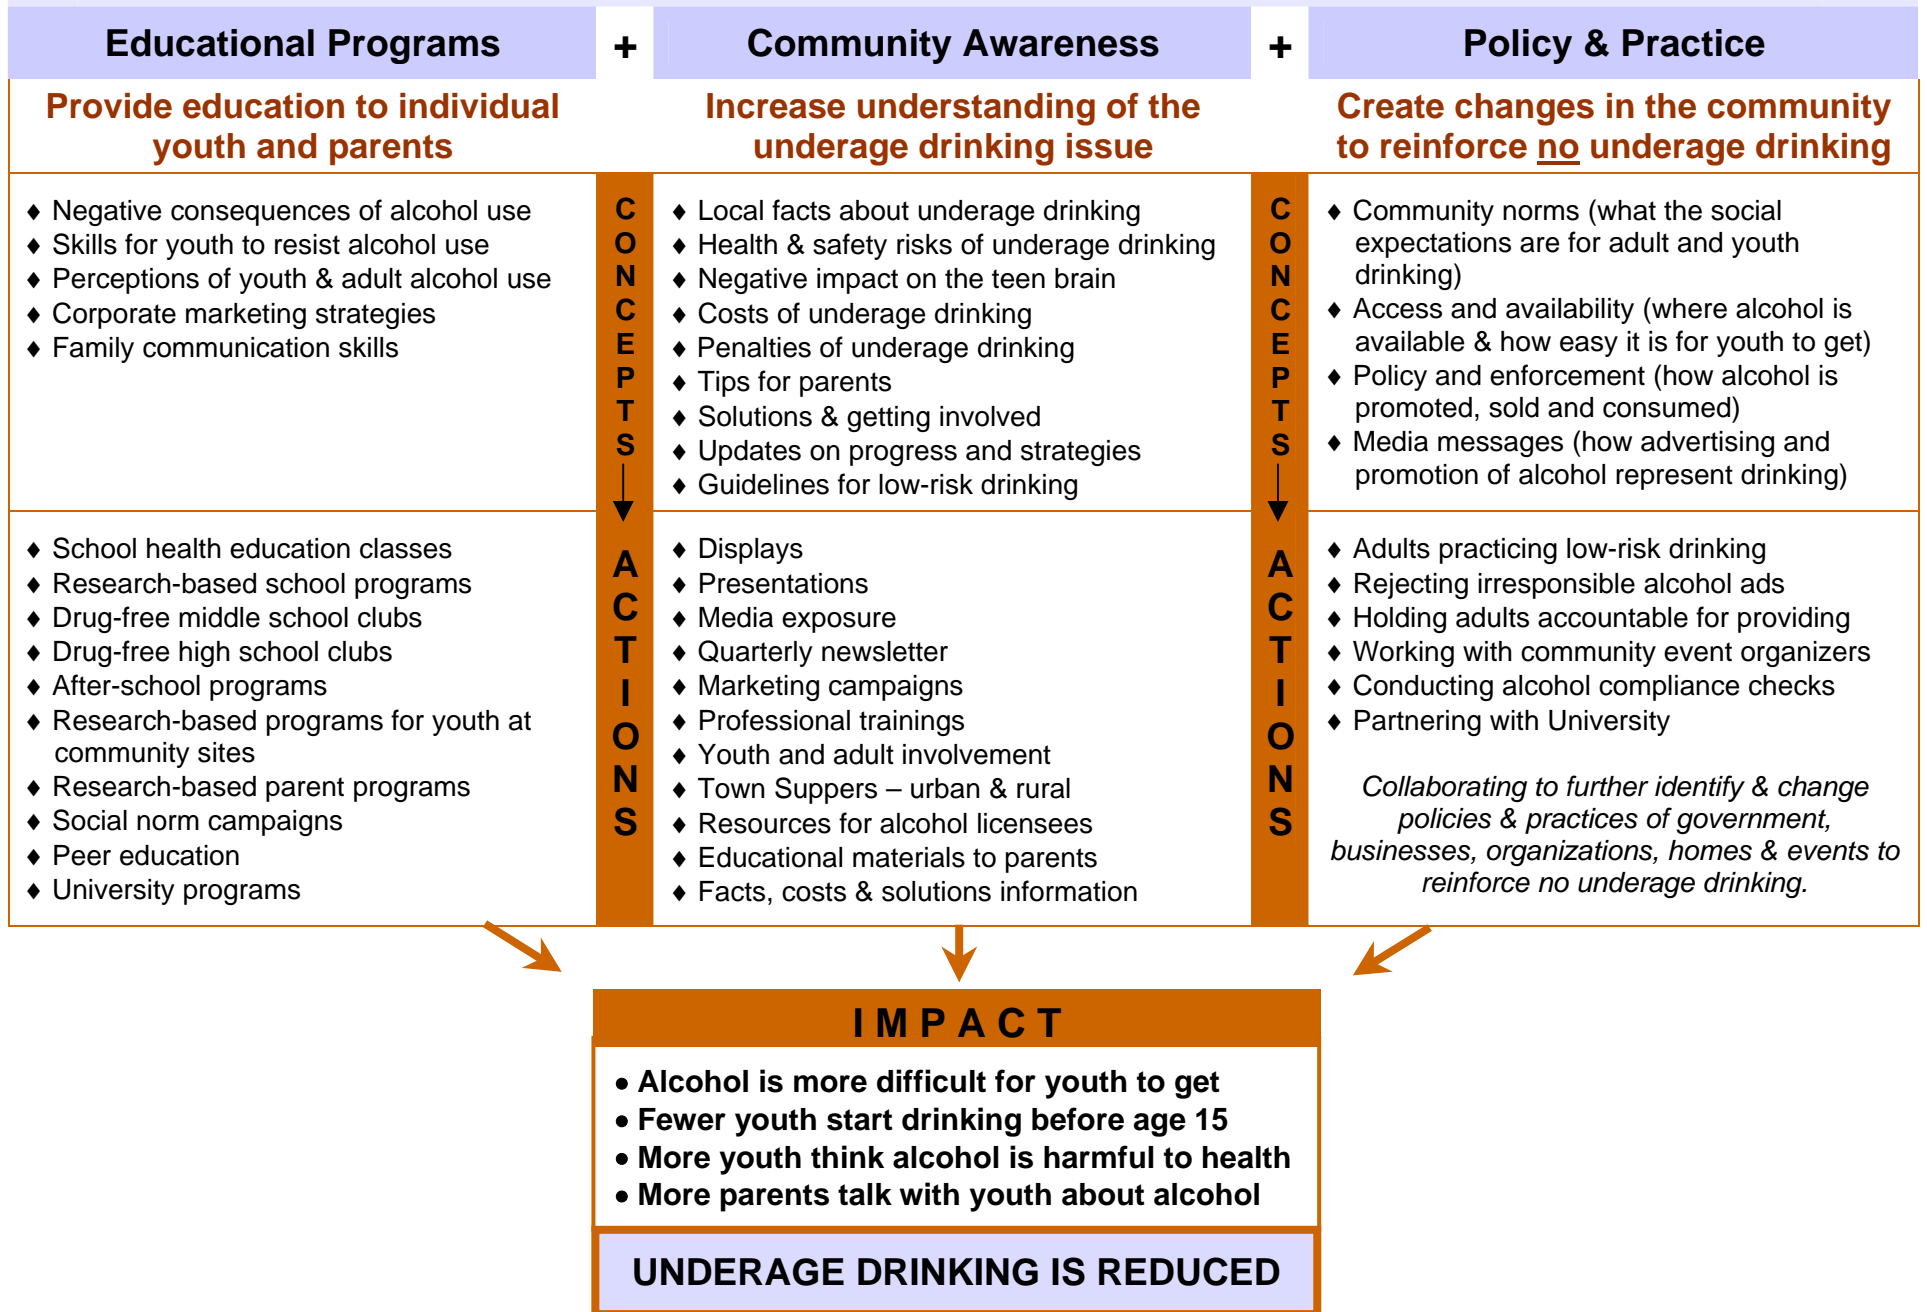 Educational Programs
+
Community Awareness
+
Policy & Practice
Provide education to individual
youth and parents
Increase understanding of the
underage drinking issue
Create changes in the community
to reinforce no underage drinking
♦ Negative consequences of alcohol use
♦ Skills for youth to resist alcohol use
♦ Perceptions of youth & adult alcohol use
♦ Corporate marketing strategies
♦ Family communication skills
CONCEPTS
♦ Local facts about underage drinking
♦ Health & safety risks of underage drinking
♦ Negative impact on the teen brain
♦ Costs of underage drinking
♦ Penalties of underage drinking
♦ Tips for parents
♦ Solutions & getting involved
♦ Updates on progress and strategies
♦ Guidelines for low-risk drinking
CONCEPTS
♦ Community norms (what the social
expectations are for adult and youth
drinking)
♦ Access and availability (where alcohol is
available & how easy it is for youth to get)
♦ Policy and enforcement (how alcohol is
promoted, sold and consumed)
♦ Media messages (how advertising and
promotion of alcohol represent drinking)
♦ School health education classes
♦ Research-based school programs
♦ Drug-free middle school clubs
♦ Drug-free high school clubs
♦ After-school programs
♦ Research-based programs for youth at
community sites
♦ Research-based parent programs
♦ Social norm campaigns
♦ Peer education
♦ University programs
ACTIONS
♦ Displays
♦ Presentations
♦ Media exposure
♦ Quarterly newsletter
♦ Marketing campaigns
♦ Professional trainings
♦ Youth and adult involvement
♦ Town Suppers – urban & rural
♦ Resources for alcohol licensees
♦ Educational materials to parents
♦ Facts, costs & solutions information
ACTIONS
♦ Adults practicing low-risk drinking
♦ Rejecting irresponsible alcohol ads
♦ Holding adults accountable for providing
♦ Working with community event organizers
♦ Conducting alcohol compliance checks
♦ Partnering with University
Collaborating to further identify & change
policies & practices of government,
businesses, organizations, homes & events to
reinforce no underage drinking.
IMPACT
• Alcohol is more difficult for youth to get
• Fewer youth start drinking before age 15
• More youth think alcohol is harmful to health
• More parents talk with youth about alcohol
UNDERAGE DRINKING IS REDUCED